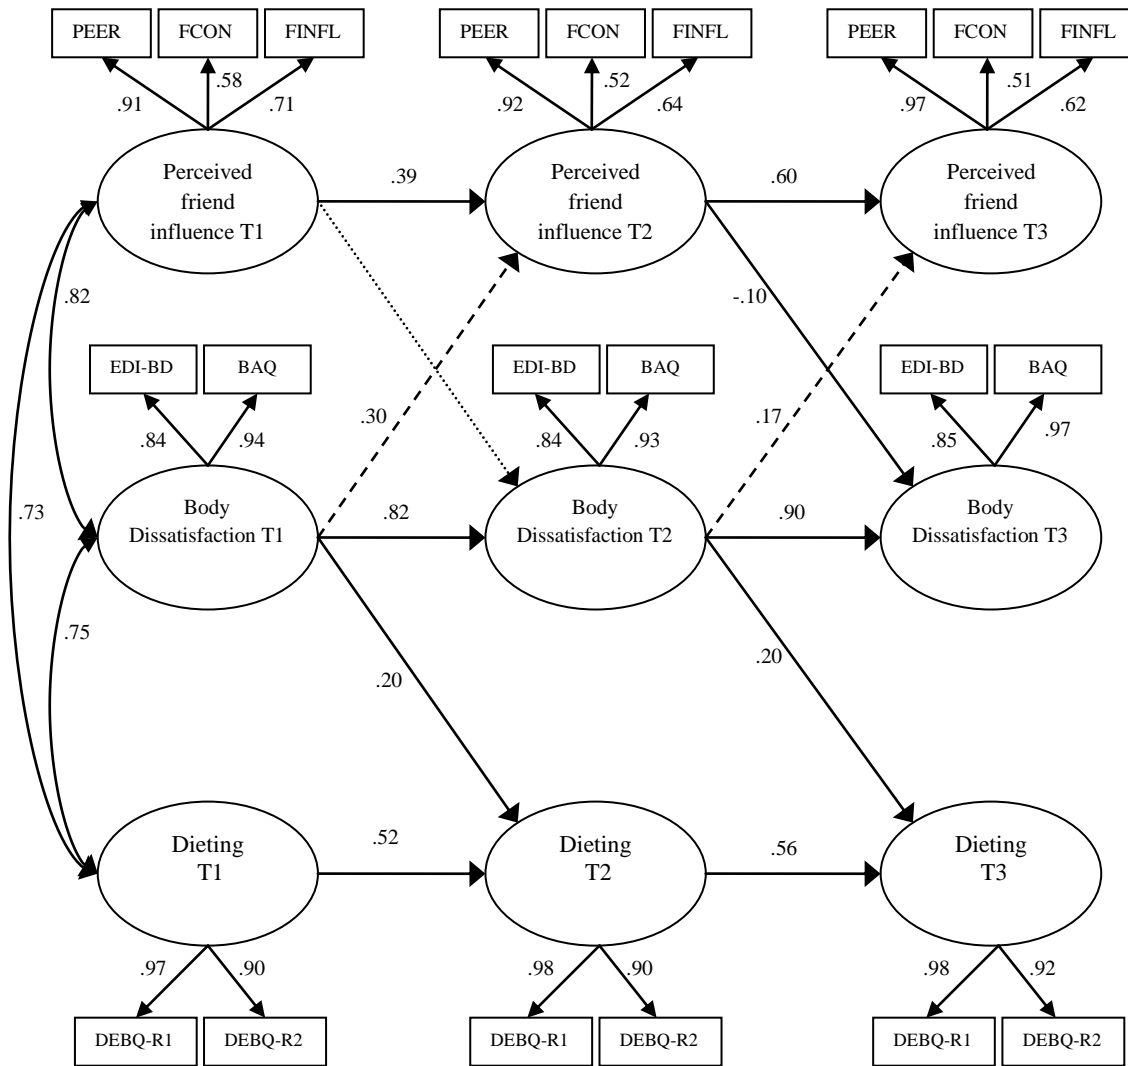 PEER FCON FINFL PEER FCON FINFL PEER FCON FINFL
.91 .58 .71 .92 .52 .64 .97 .51 .62
Perceived
friend
influence T1
.39
Perceived
friend
influence T2
.60
Perceived
friend
influence T3
.82
-.10
EDI-BD BAQ EDI-BD BAQ EDI-BD BAQ
.84 .94 .30 .84 .93 .17 .85 .97
.73
Body
Dissatisfaction T1
.82
Body
Dissatisfaction T2
.90
Body
Dissatisfaction T3
.75
.20 .20
Dieting
T1
.52
Dieting
T2
.56
Dieting
T3
.97 .90 .98 .90 .98 .92
DEBQ-R1 DEBQ-R2 DEBQ-R1 DEBQ-R2 DEBQ-R1 DEBQ-R2